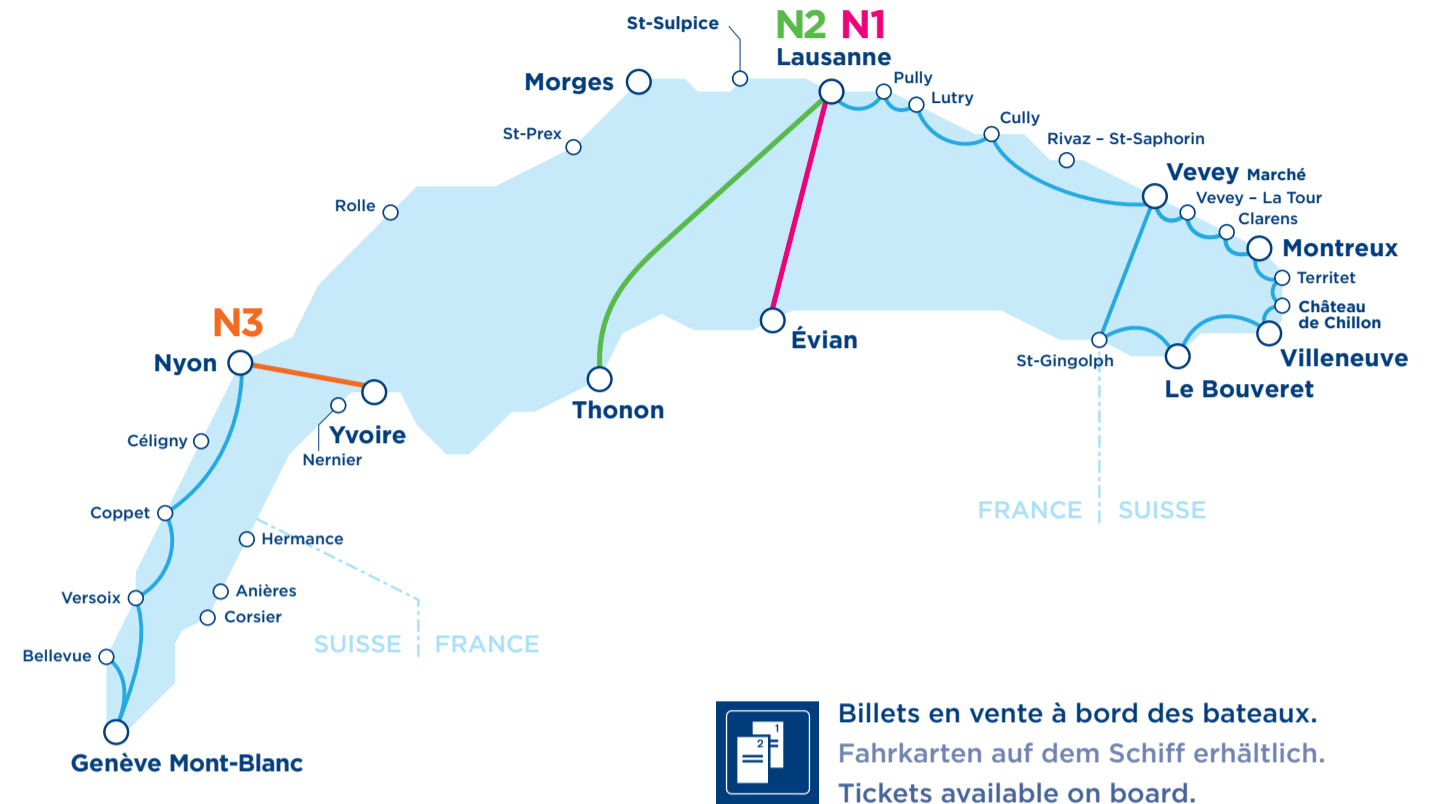 N2 N1
St-Sulpice
Lausanne
Morges
Pully
Lutry
Cully
St-Prex
Rivaz – St-Saphorin
Vevey Marché
Vevey – La Tour
Rolle
Clarens
Montreux
Territet
Château
de Chillon
N3
Évian
Nyon
St-Gingolph
Villeneuve
Le Bouveret
Thonon
Yvoire
Céligny
Nernier
Coppet
FRANCE
SUISSE
Hermance
Anières
Versoix
Corsier
SUISSE
FRANCE
Bellevue
Genève Mont-Blanc
1
2
Billets en vente à bord des bateaux.
Fahrkarten auf dem Schiff erhältlich.
Tickets available on board.